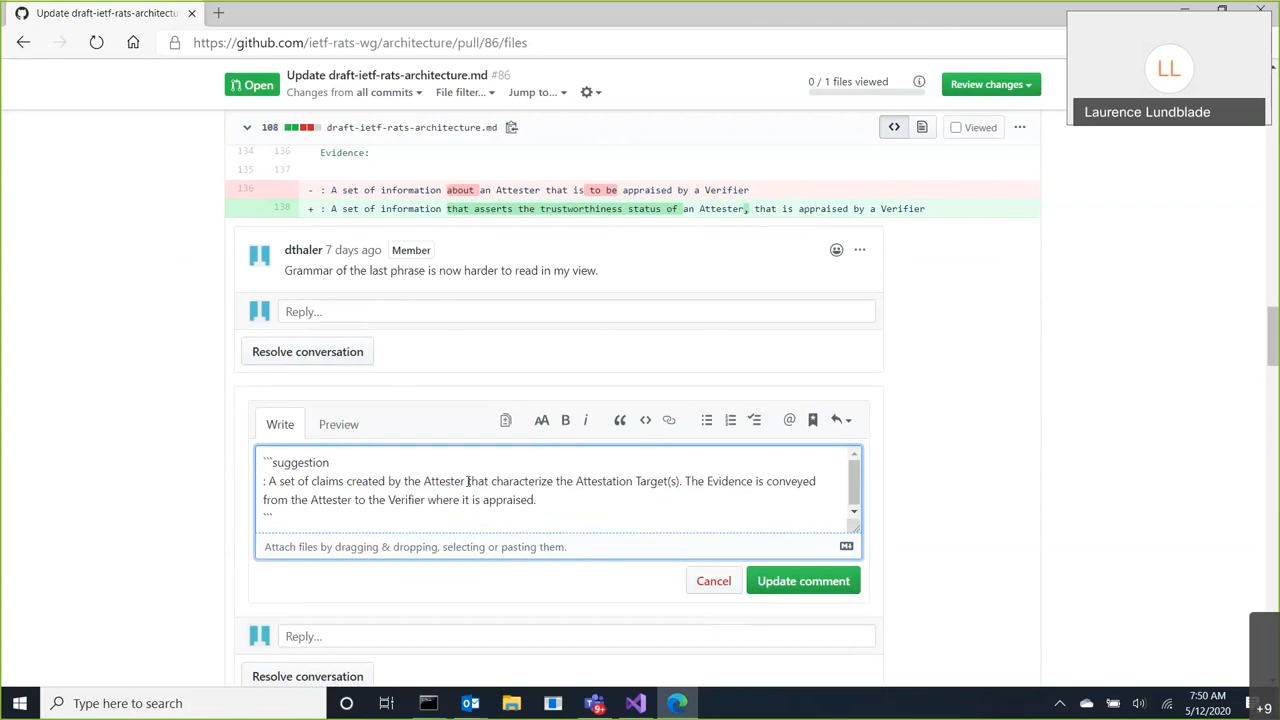 Update draft-ietf-rats-architectu
https://github.com/ietf-rats-wg/architecture/pull/86/files
LL
Laurence Lundblade
Open
Update draft-ietf-rats-architecture.md #86
Changes from all commits
File filter...
Jump to...
0 / 1 files viewed
Review changes
108
draft-ietf-rats-architecture.md
Viewed
134 136 Evidence:
135 137
136 - : A set of information about an Attester that is to be appraised by a Verifier
138 + : A set of information that asserts the trustworthiness status of an Attester, that is appraised by a Verifier
dthaler 7 days ago Member
Grammar of the last phrase is now harder to read in my view.
Reply...
Resolve conversation
Write Preview
```suggestion
: A set of claims created by the Attester that characterize the Attestation Target(s). The Evidence is conveyed
from the Attester to the Verifier where it is appraised.
```
Attach files by dragging & dropping, selecting or pasting them.
Cancel Update comment
Reply...
Resolve conversation
Type here to search
7:50 AM
5/12/2020
+9